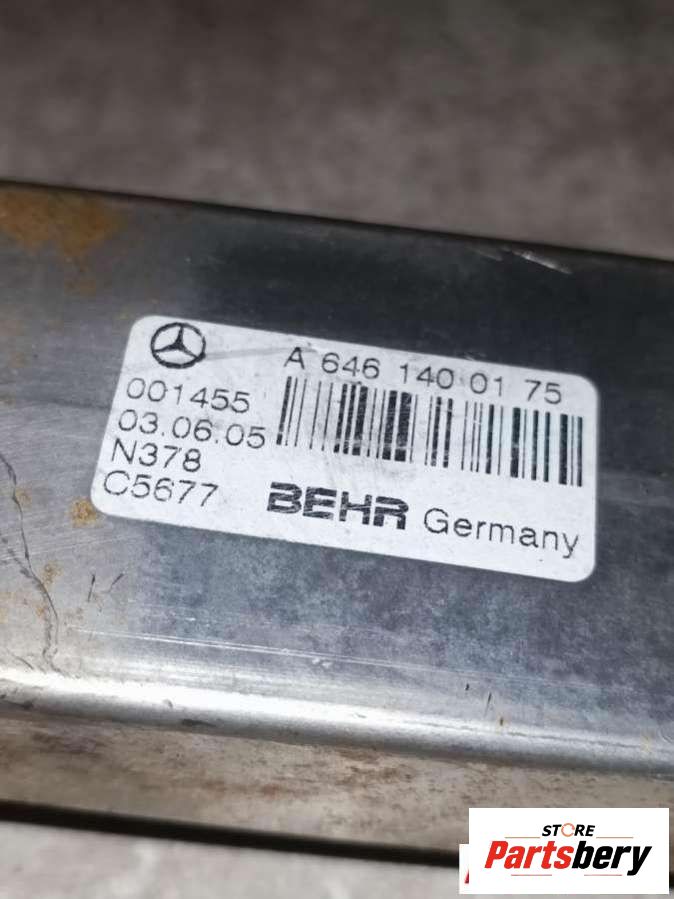 A 646 140 01 75
001455
03.06.05
N378
C5677
BEHR Germany
STORE
Partsbery